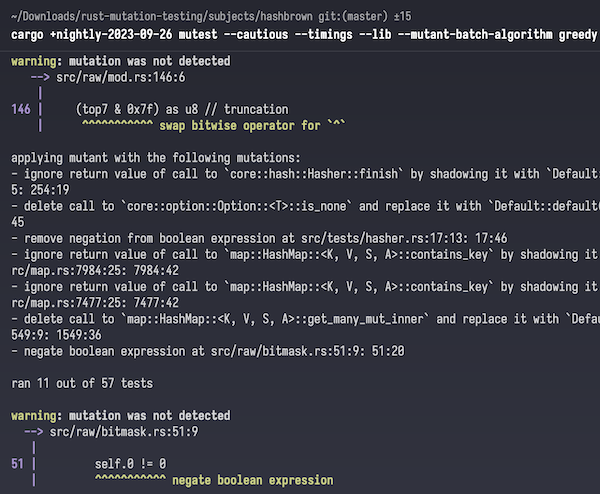 ~/Downloads/rust-mutation-testing/subjects/hashbrown git:(master) ±15
cargo +nightly-2023-09-26 mutest --cautious --timings --lib --mutant-batch-algorithm greedy
warning: mutation was not detected
--> src/raw/mod.rs:146:6
|
146 | (top7 & 0x7f) as u8 // truncation
| ^^^^^^^^^^^ swap bitwise operator for `^`
applying mutant with the following mutations:
- ignore return value of call to `core::hash::Hasher::finish` by shadowing it with `Default:
5: 254:19
- delete call to `core::option::Option::<T>::is_none` and replace it with `Default::default(
45
- remove negation from boolean expression at src/tests/hasher.rs:17:13: 17:46
- ignore return value of call to `map::HashMap::<K, V, S, A>::contains_key` by shadowing it
rc/map.rs:7984:25: 7984:42
- ignore return value of call to `map::HashMap::<K, V, S, A>::contains_key` by shadowing it
rc/map.rs:7477:25: 7477:42
- delete call to `map::HashMap::<K, V, S, A>::get_many_mut_inner` and replace it with `Defau
549:9: 1549:36
- negate boolean expression at src/raw/bitmask.rs:51:9: 51:20
ran 11 out of 57 tests
warning: mutation was not detected
--> src/raw/bitmask.rs:51:9
|
51 | self.0 != 0
| ^^^^^^^^^^^ negate boolean expression